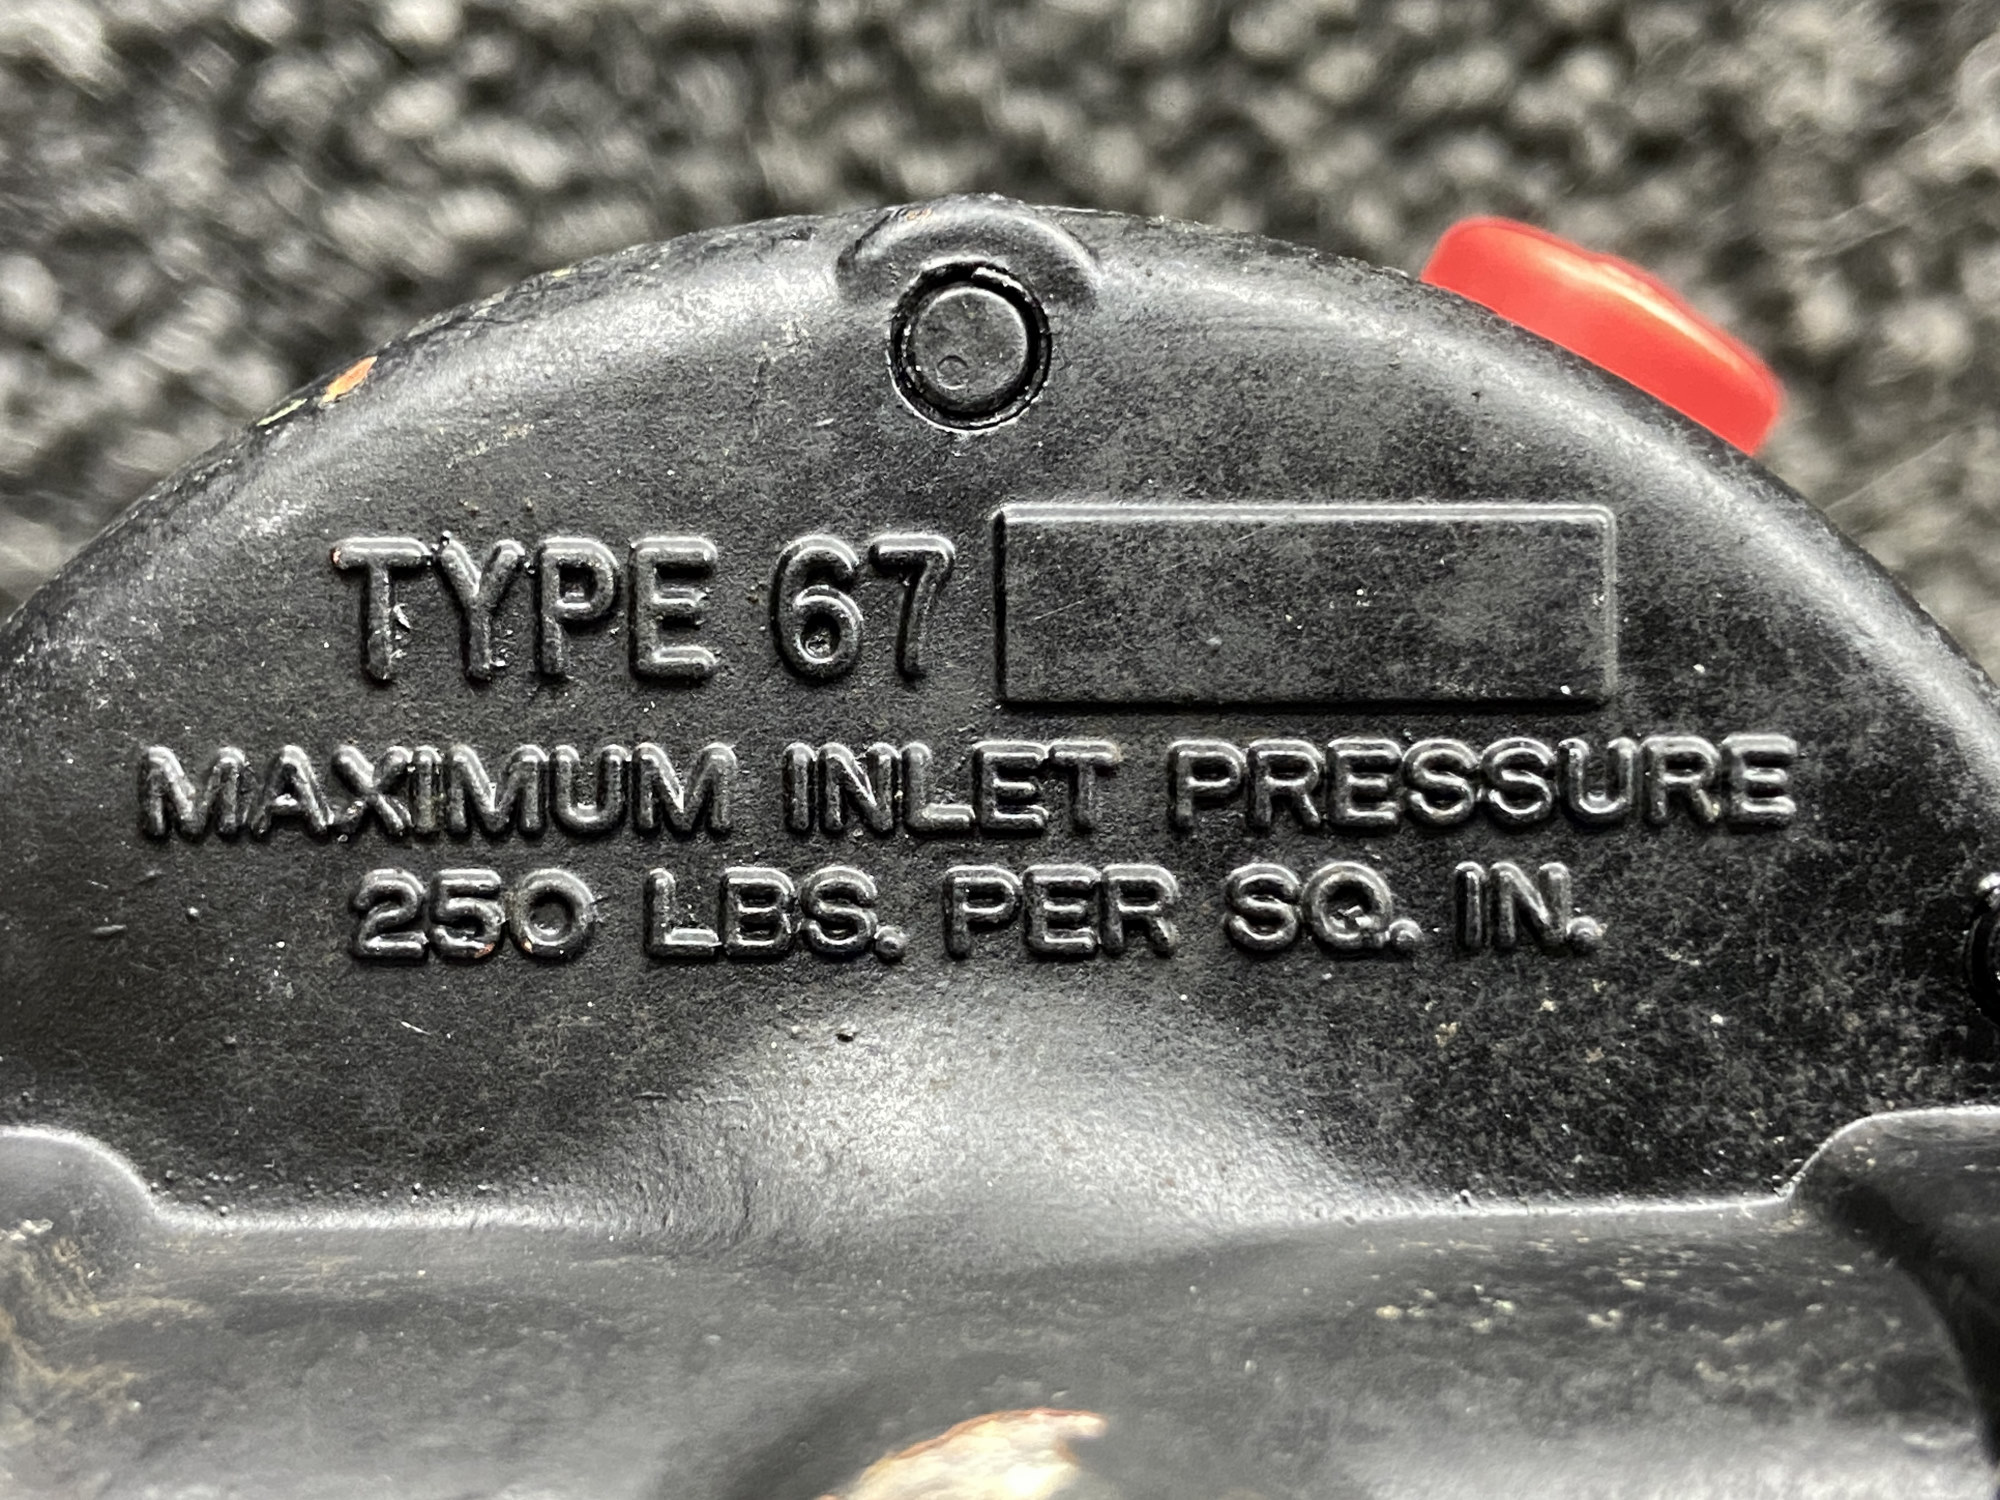 TYPE 67
MAXIMUM INLET PRESSURE
250 LBS. PER SQ. IN.